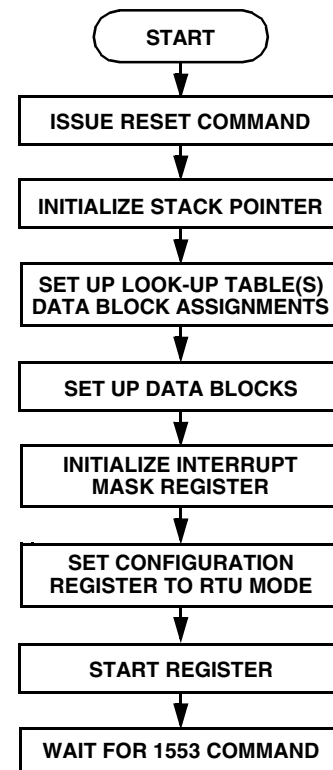 START
ISSUE RESET COMMAND
INITIALIZE STACK POINTER
SET UP LOOK-UP TABLE(S)
DATA BLOCK ASSIGNMENTS
SET UP DATA BLOCKS
INITIALIZE INTERRUPT
MASK REGISTER
SET CONFIGURATION
REGISTER TO RTU MODE
START REGISTER
WAIT FOR 1553 COMMAND